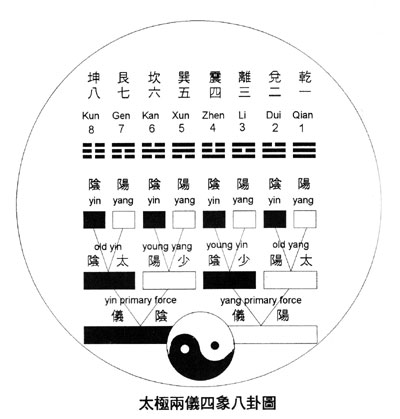 坤 艮 坎 巽 震 離 兌 乾
八 七 六 五 四 三 二 一
Kun Gen Kan Xun Zhen Li Dui Qian
8 7 6 5 4 3 2 1
陰 陽 陰 陽 陰 陽 陰 陽
yin yang yin yang yin yang yin yang
old yin young yang young yin old yang
陰 太 陽 少 陰 少 陽 太
yin primary force yang primary force
儀 陰 儀 陽
太極兩儀四象八卦圖